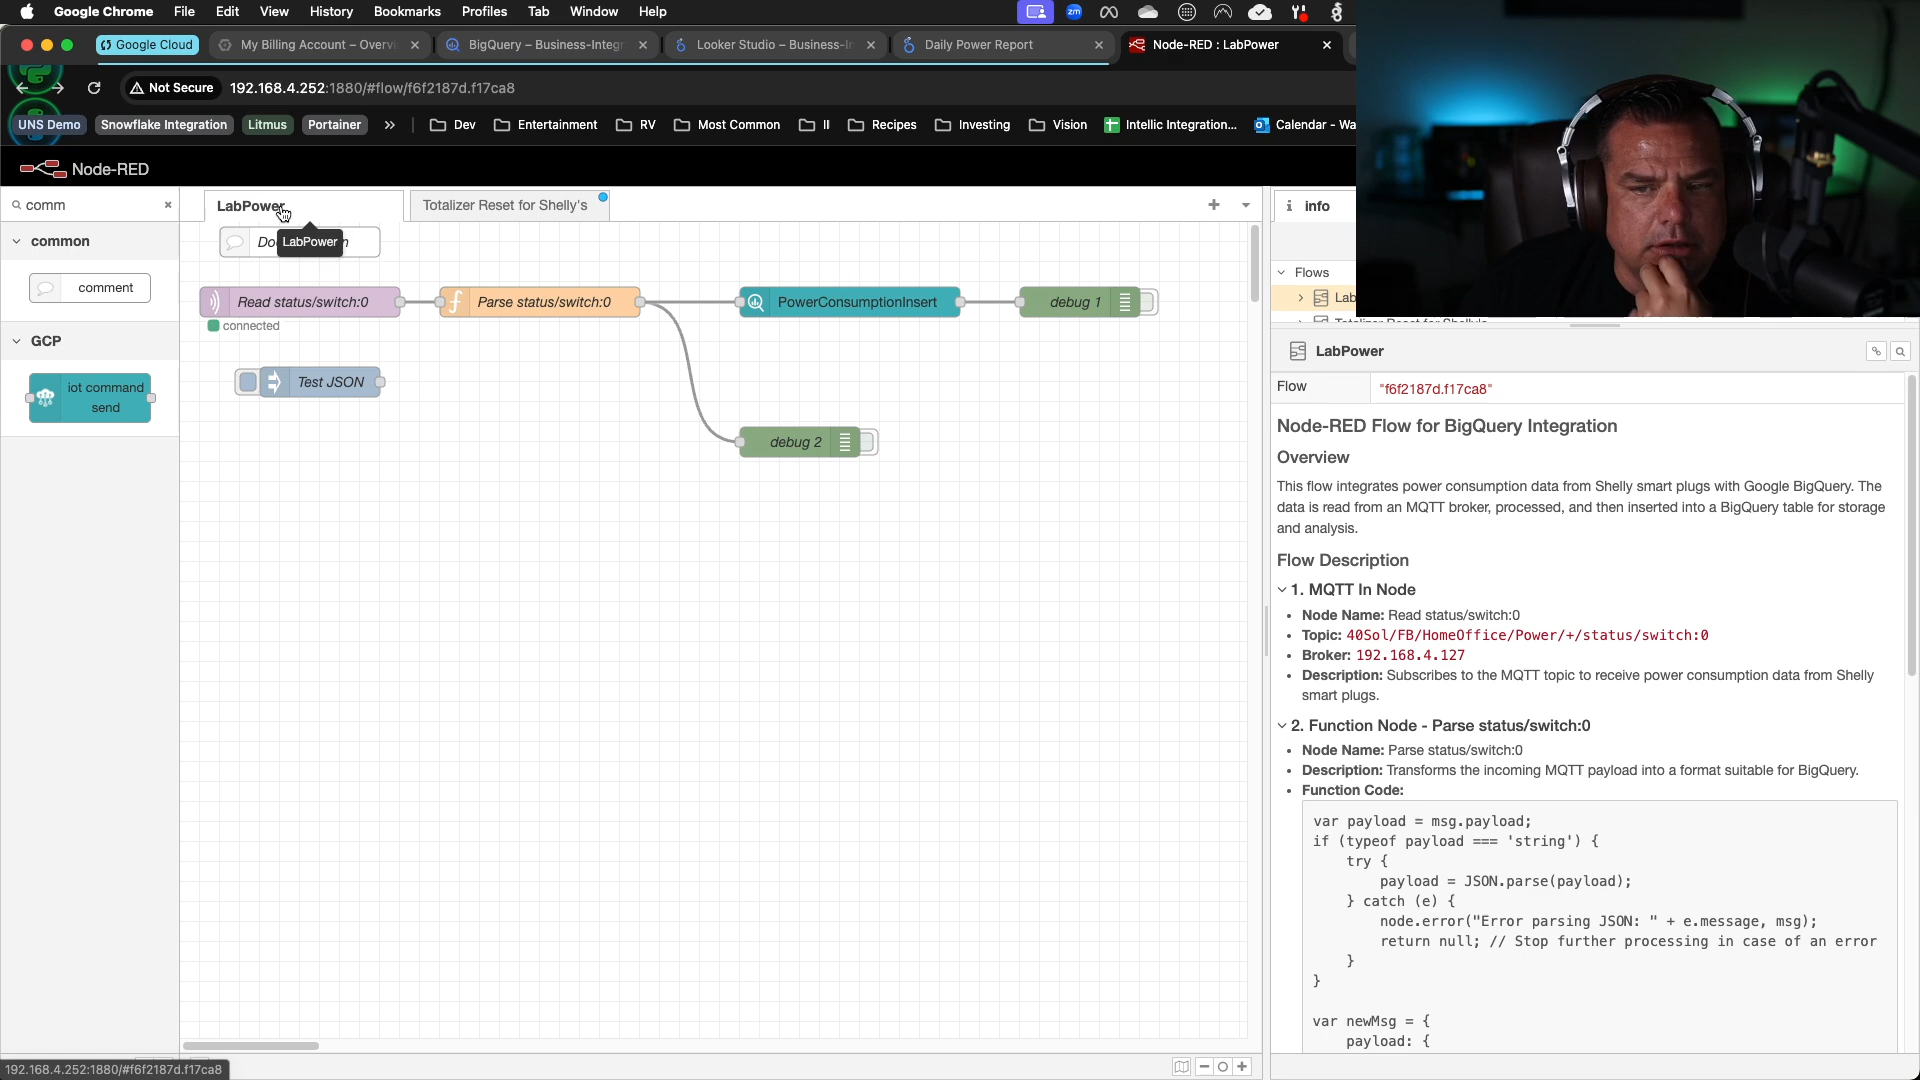 Google Chrome File Edit View History Bookmarks Profiles Tab Window Help zm
Google Cloud My Billing Account – Overvi BigQuery – Business-Integr Looker Studio – Business-Ir Daily Power Report Node-RED : LabPower
Not Secure 192.168.4.252:1880/#flow/f6f2187d.f17ca8
UNS Demo Snowflake Integration Litmus Portainer » Dev Entertainment RV Most Common II Recipes Investing Vision Intellic Integration... Calendar - Wa
Node-RED
comm
LabPower
Totalizer Reset for Shelly's
info
common
LabPower
comment
Flows
Lab
Read status/switch:0
Parse status/switch:0
PowerConsumptionInsert
debug 1
connected
GCP
LabPower
iot command
send
Test JSON
Flow "f6f2187d.f17ca8"
debug 2
Node-RED Flow for BigQuery Integration
Overview
This flow integrates power consumption data from Shelly smart plugs with Google BigQuery. The
data is read from an MQTT broker, processed, and then inserted into a BigQuery table for storage
and analysis.
Flow Description
1. MQTT In Node
• Node Name: Read status/switch:0
• Topic: 40Sol/FB/HomeOffice/Power/+/status/switch:0
• Broker: 192.168.4.127
• Description: Subscribes to the MQTT topic to receive power consumption data from Shelly
smart plugs.
2. Function Node - Parse status/switch:0
• Node Name: Parse status/switch:0
• Description: Transforms the incoming MQTT payload into a format suitable for BigQuery.
• Function Code:
var payload = msg.payload;
if (typeof payload === 'string') {
try {
payload = JSON.parse(payload);
} catch (e) {
node.error("Error parsing JSON: " + e.message, msg);
return null; // Stop further processing in case of an error
}
}
var newMsg = {
payload: {
192.168.4.252:1880/#f6f2187d.f17ca8